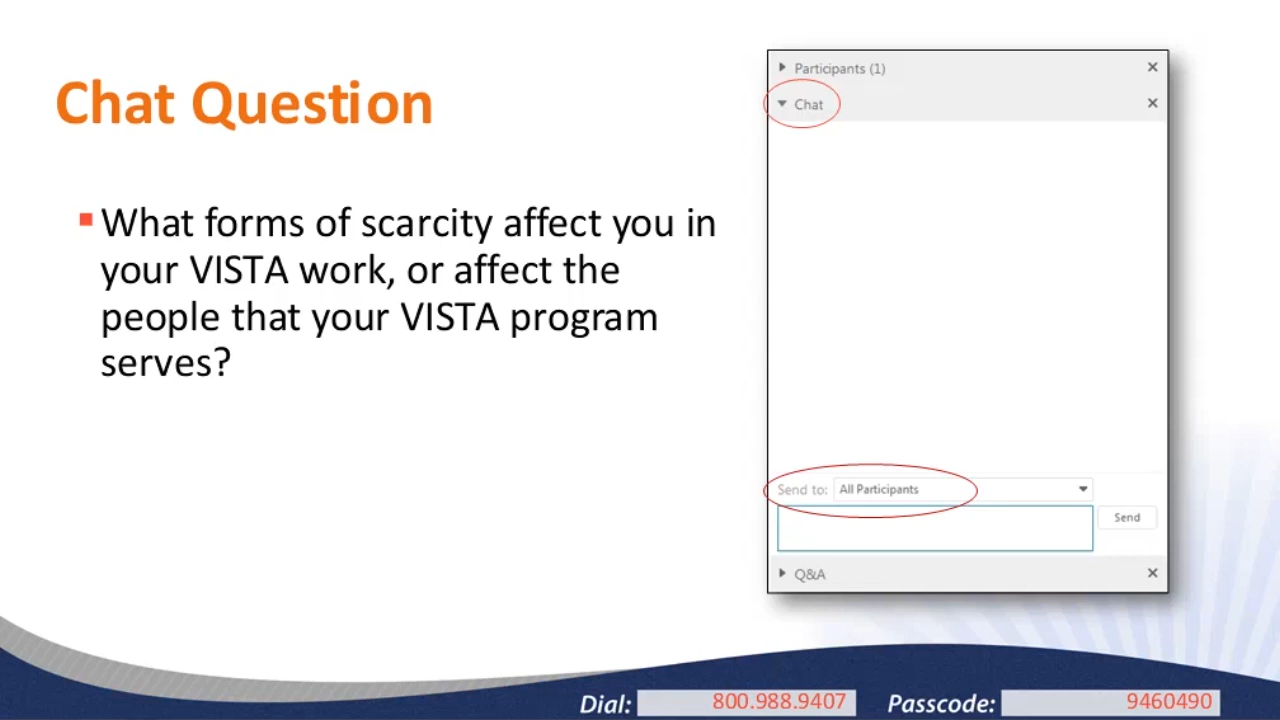 Chat Question
What forms of scarcity affect you in
your VISTA work, or affect the
people that your VISTA program
serves?
Participants (1)
Chat
Send to: All Participants
Send
Q&A
Dial: 800.988.9407 Passcode: 9460490